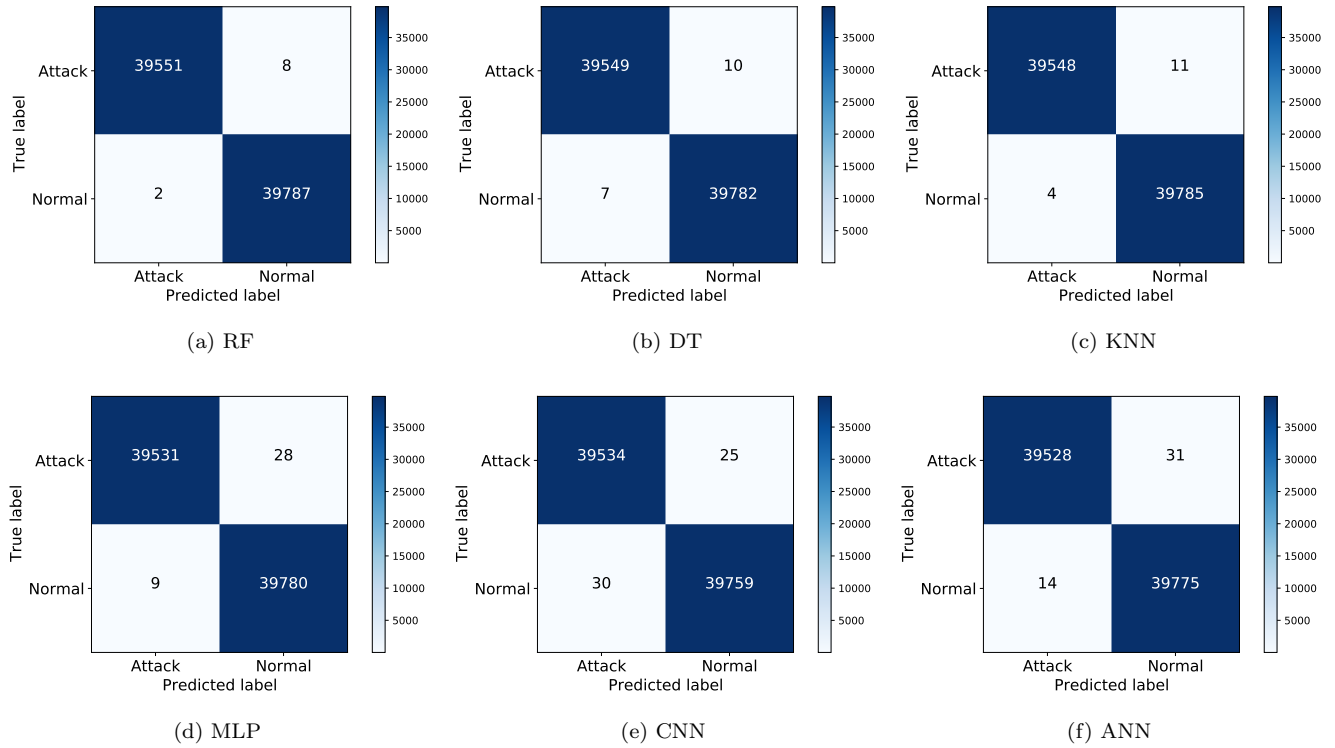 35000
30000
25000
20000
15000
10000
5000
Attack
39551 8
True label
Normal
2 39787
Attack Normal
Predicted label
(a) RF
35000
30000
25000
20000
15000
10000
5000
Attack
39549 10
True label
Normal
7 39782
Attack Normal
Predicted label
(b) DT
35000
30000
25000
20000
15000
10000
5000
Attack
39548 11
True label
Normal
4 39785
Attack Normal
Predicted label
(c) KNN
35000
30000
25000
20000
15000
10000
5000
Attack
39531 28
True label
Normal
9 39780
Attack Normal
Predicted label
(d) MLP
35000
30000
25000
20000
15000
10000
5000
Attack
39534 25
True label
Normal
30 39759
Attack Normal
Predicted label
(e) CNN
35000
30000
25000
20000
15000
10000
5000
Attack
39528 31
True label
Normal
14 39775
Attack Normal
Predicted label
(f) ANN